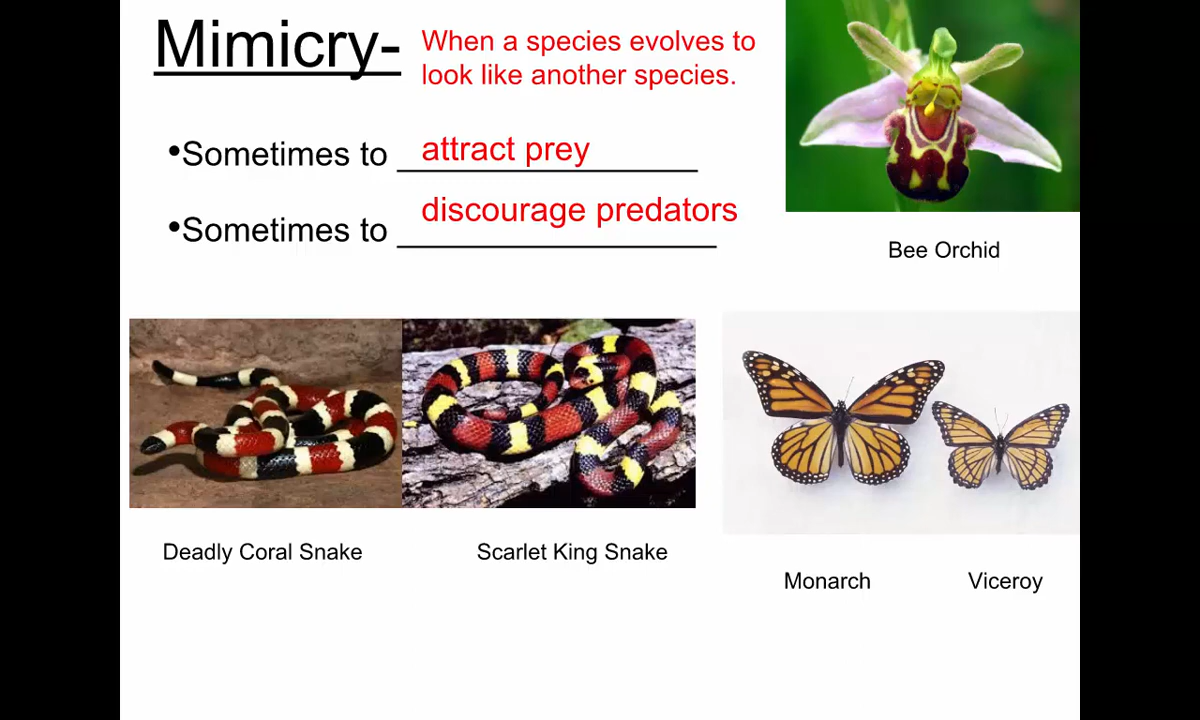 Mimicry-
When a species evolves to
look like another species.
•Sometimes to attract prey
•Sometimes to discourage predators
Bee Orchid
Deadly Coral Snake
Scarlet King Snake
Monarch
Viceroy